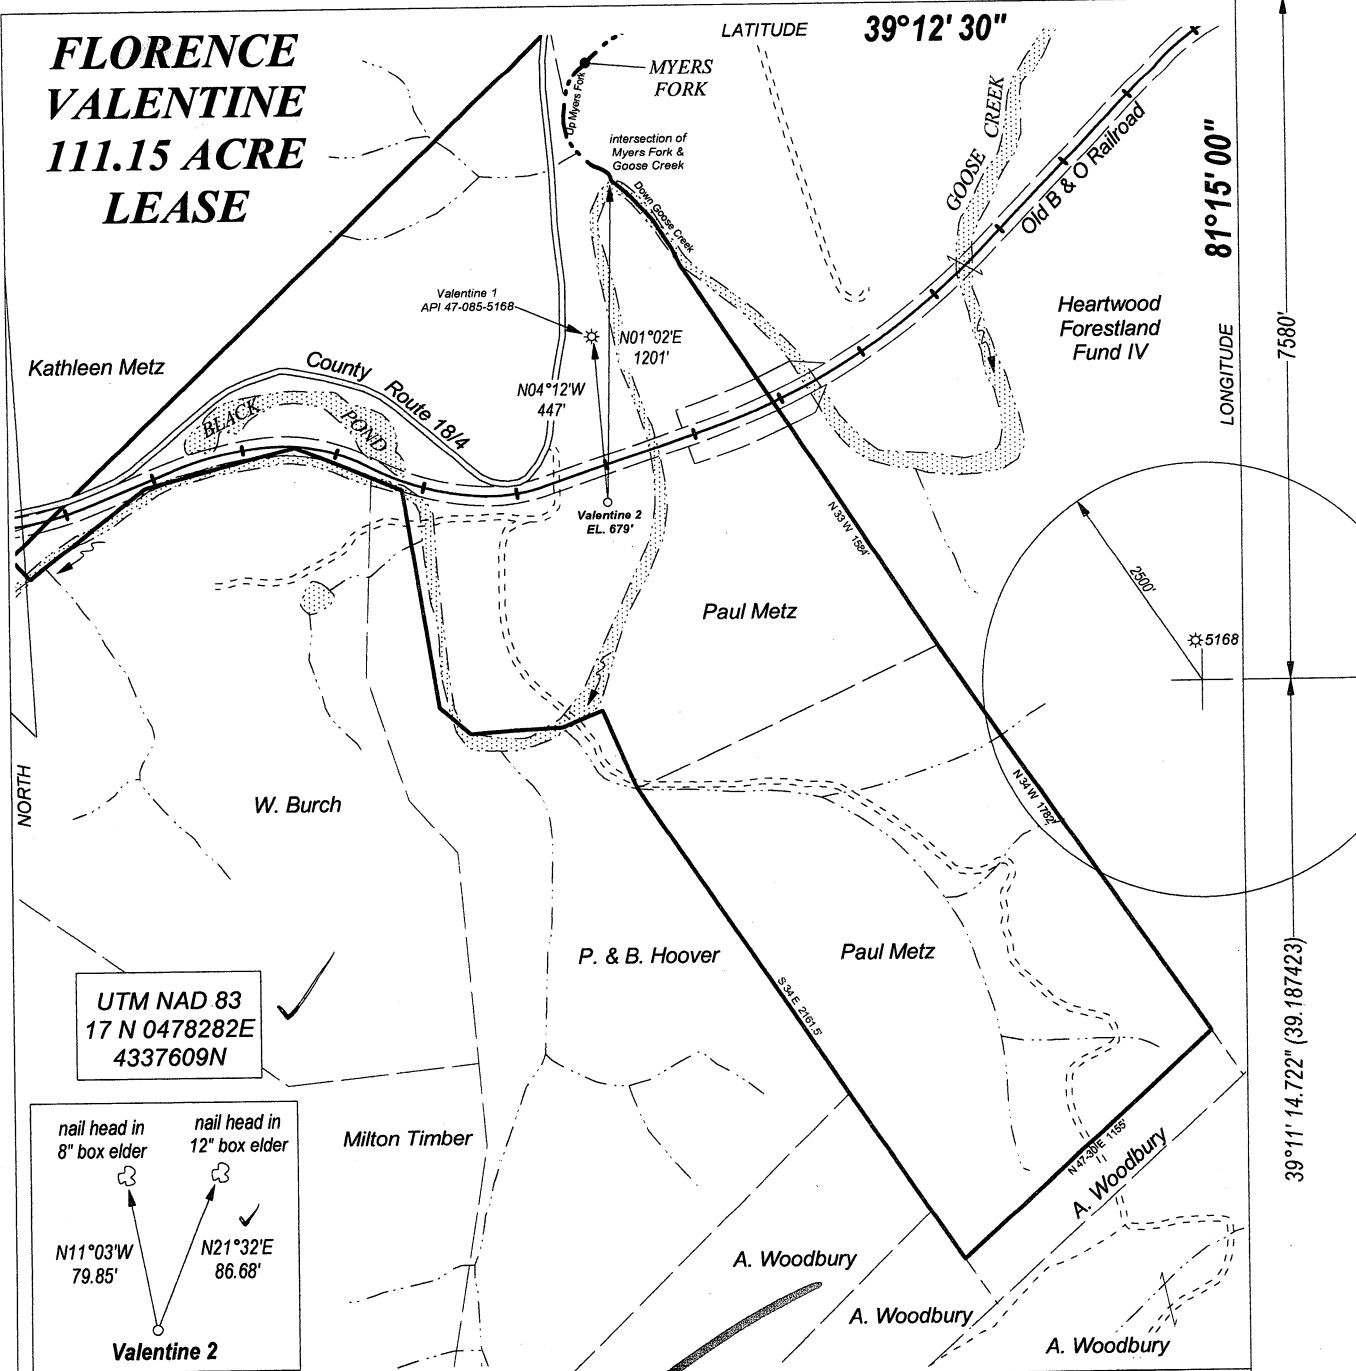 FLORENCE
VALENTINE
111.15 ACRE
LEASE
LATITUDE
39°12' 30"
MYERS
FORK
Up Myers Fork
intersection of
Myers Fork &
Goose Creek
Down Goose Creek
GOOSE CREEK
Old B & O Railroad
81°15' 00"
LONGITUDE
7580'
Valentine 1
API 47-085-5168
N01°02'E
1201'
Heartwood
Forestland
Fund IV
Kathleen Metz
County Route 18/4
N04°12'W
447'
BLACK POND
Valentine 2
EL. 679'
N 33 W 1584'
2500'
5168
Paul Metz
NORTH
W. Burch
N 34 W 1782'
P. & B. Hoover
Paul Metz
S 34 E 2161.5'
39°11' 14.722" (39.187423)
UTM NAD 83
17 N 0478282E
4337609N
nail head in
8" box elder
nail head in
12" box elder
N11°03'W
79.85'
N21°32'E
86.68'
Valentine 2
Milton Timber
N 47-30 E 1155'
A. Woodbury
A. Woodbury
A. Woodbury
A. Woodbury